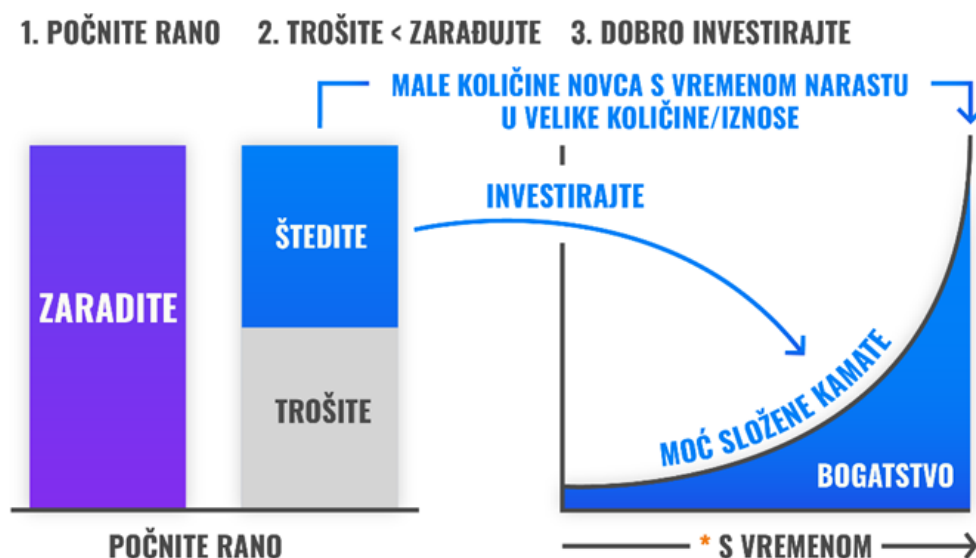 1. POČNITE RANO
2. TROŠITE < ZARAĐUJTE
3. DOBRO INVESTIRAJTE
MALE KOLIČINE NOVCA S VREMENOM NARASTU
U VELIKE KOLIČINE/IZNOSE
ZARADITE
ŠTEDITE
TROŠITE
INVESTIRAJTE
MOĆ SLOŽENE KAMATE
BOGATSTVO
POČNITE RANO
* S VREMENOM